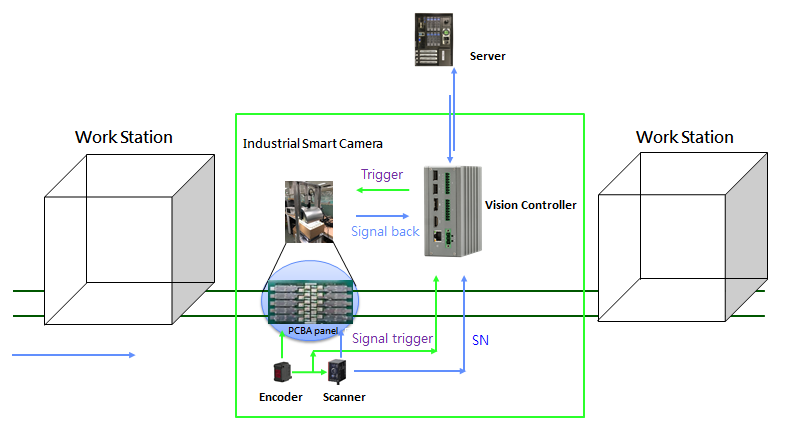 Server
Work Station
Work Station
Industrial Smart Camera
Trigger
Vision Controller
Signal back
PCBA panel
Signal trigger
SN
Encoder
Scanner